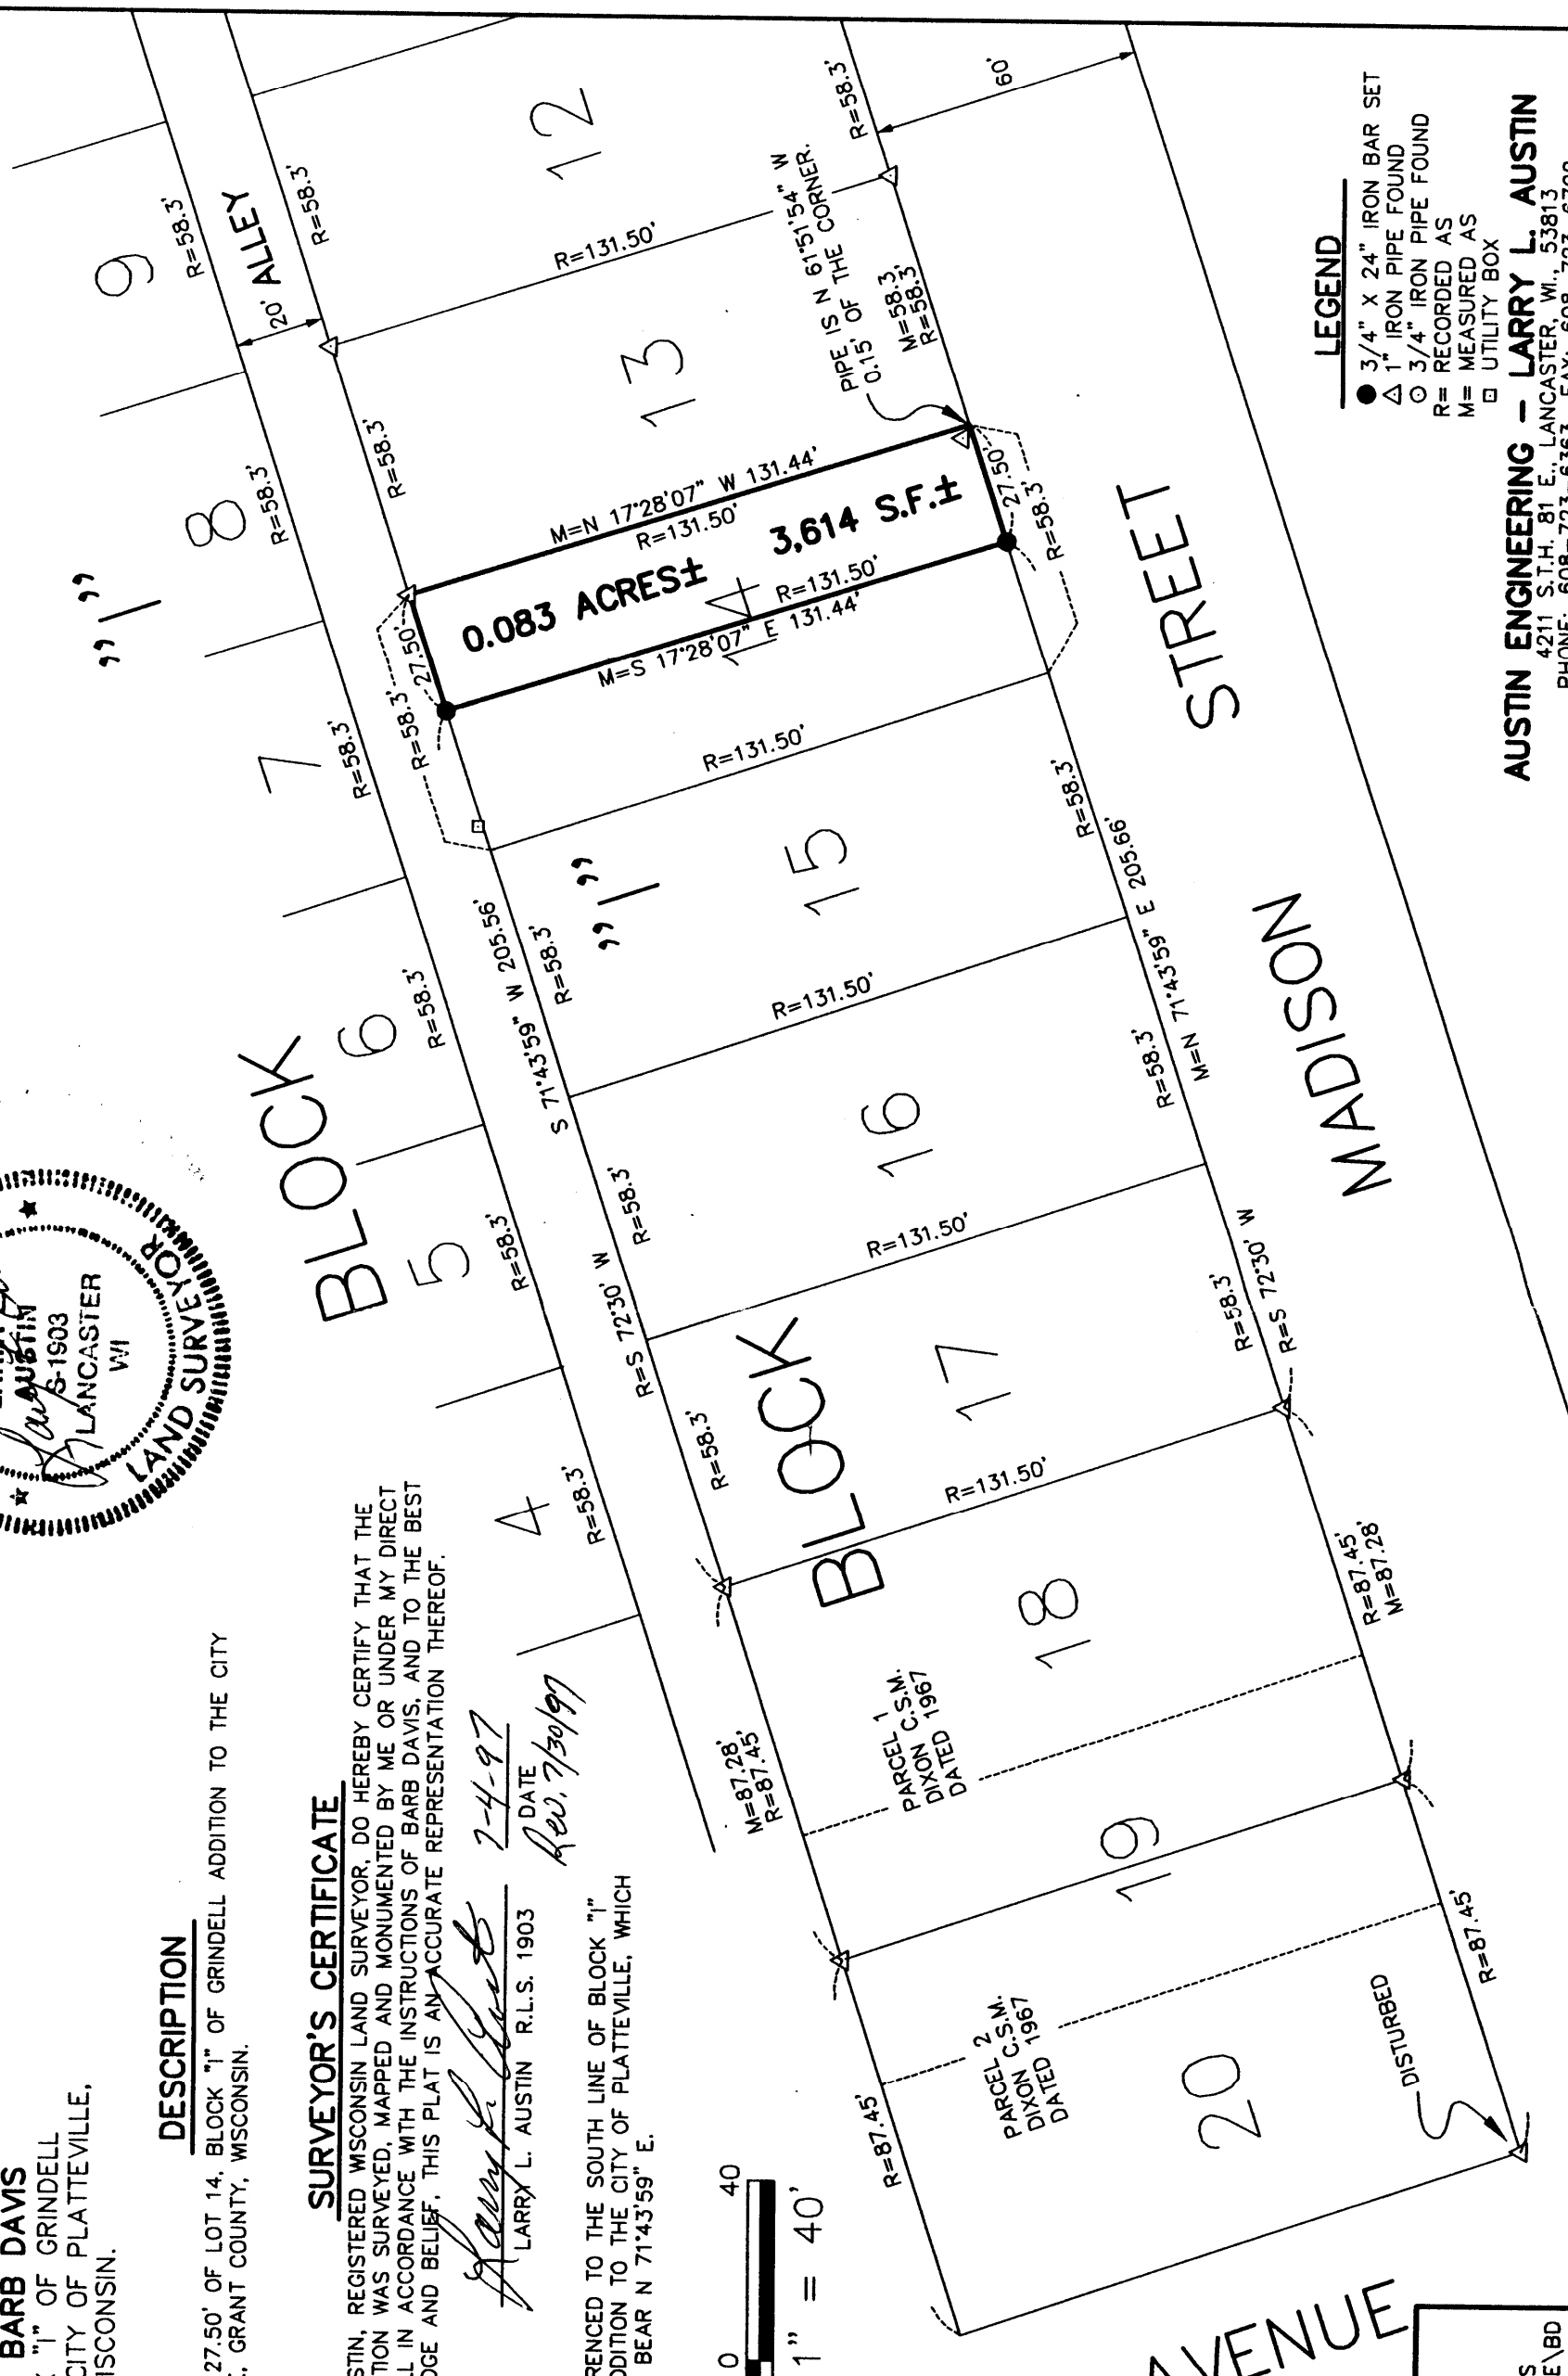 BARB DAVIS
"I" OF GRINDELL
CITY OF PLATTEVILLE,
WISCONSIN.
DESCRIPTION
27.50' OF LOT 14, BLOCK "I" OF GRINDELL ADDITION TO THE CITY
GRANT COUNTY, WISCONSIN.
SURVEYOR'S CERTIFICATE
REGISTERED WISCONSIN LAND SURVEYOR, DO HEREBY CERTIFY THAT THE
WAS SURVEYED, MAPPED AND MONUMENTED BY ME OR UNDER MY DIRECT
IN ACCORDANCE WITH THE INSTRUCTIONS OF BARB DAVIS, AND TO THE BEST
AND BELIEF, THIS PLAT IS AN ACCURATE REPRESENTATION THEREOF.
7-4-97
LARRY L. AUSTIN R.L.S. 1903
DATE
Rev. 7/30/97
TO THE SOUTH LINE OF BLOCK "I"
TO THE CITY OF PLATTEVILLE, WHICH
BEAR N 71°43'59" E.
0 40
1" = 40'
AUSTIN
S-1903
LANCASTER
WI
LAND SURVEYOR
BLOCK "I"
4
5
6
7
8
9
R=58.3'
R=58.3'
R=58.3'
R=58.3'
R=58.3'
R=58.3'
20' ALLEY
R=58.3'
R=58.3'
R=58.3'
27.50'
S 71°43'59" W 205.56'
R=58.3'
R=58.3'
R=S 72°30' W
R=58.3'
M=87.28'
R=87.45'
R=87.45'
BLOCK "I"
12
13
14
15
16
17
18
19
20
R=131.50'
M=N 17°28'07" W 131.44'
R=131.50'
0.083 ACRES± 3,614 S.F.±
R=131.50'
M=S 17°28'07" E 131.44'
R=131.50'
R=131.50'
R=131.50'
R=131.50'
PARCEL 1
DIXON C.S.M.
DATED 1967
PARCEL 2
DIXON C.S.M.
DATED 1967
DISTURBED
R=87.45'
R=87.45'
M=87.28'
R=58.3'
R=S 72°30' W
R=58.3'
M=N 71°43'59" E 205.66'
R=58.3'
R=58.3'
27.50'
M=58.3'
R=58.3'
R=58.3'
60'
PIPE IS N 61°51'54" W
0.15' OF THE CORNER.
MADISON STREET
AVENUE
LEGEND
3/4" X 24" IRON BAR SET
1" IRON PIPE FOUND
3/4" IRON PIPE FOUND
R= RECORDED AS
M= MEASURED AS
UTILITY BOX
AUSTIN ENGINEERING - LARRY L. AUSTIN
4211 S.T.H. 81 E., LANCASTER, WI., 53813
PHONE: 608-723-6363